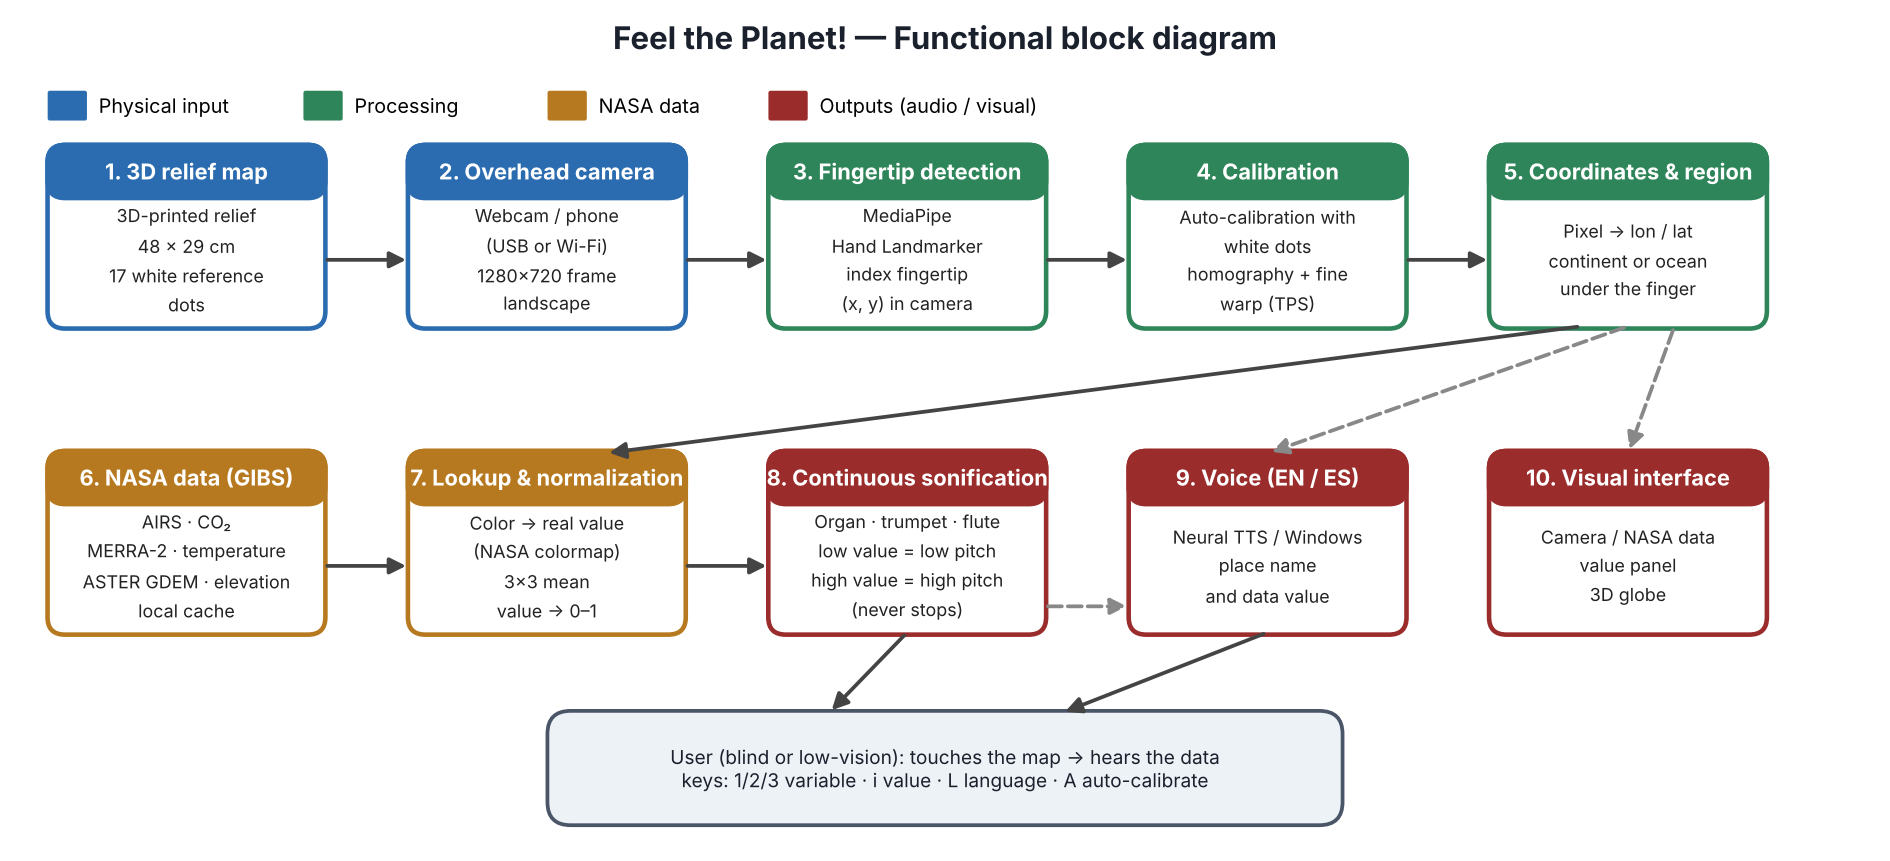 Feel the Planet! — Functional block diagram
Physical input
Processing
NASA data
Outputs (audio / visual)
1. 3D relief map
3D-printed relief
48 × 29 cm
17 white reference
dots
2. Overhead camera
Webcam / phone
(USB or Wi-Fi)
1280×720 frame
landscape
3. Fingertip detection
MediaPipe
Hand Landmarker
index fingertip
(x, y) in camera
4. Calibration
Auto-calibration with
white dots
homography + fine
warp (TPS)
5. Coordinates & region
Pixel → lon / lat
continent or ocean
under the finger
6. NASA data (GIBS)
AIRS · CO₂
MERRA-2 · temperature
ASTER GDEM · elevation
local cache
7. Lookup & normalization
Color → real value
(NASA colormap)
3×3 mean
value → 0–1
8. Continuous sonification
Organ · trumpet · flute
low value = low pitch
high value = high pitch
(never stops)
9. Voice (EN / ES)
Neural TTS / Windows
place name
and data value
10. Visual interface
Camera / NASA data
value panel
3D globe
User (blind or low-vision): touches the map → hears the data
keys: 1/2/3 variable · i value · L language · A auto-calibrate